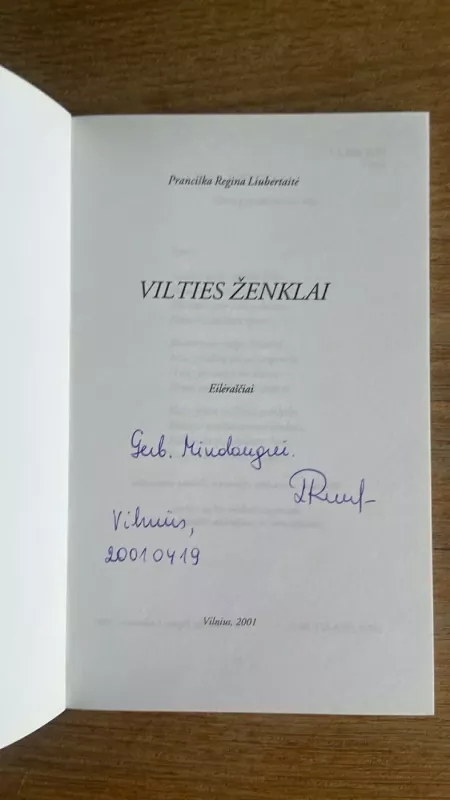 Pranciška Regina Liubertaitė
VILTIES ŽENKLAI
Eilėraščiai
Gerb. Mindaugui.
Vilnius,
20010419
Vilnius, 2001